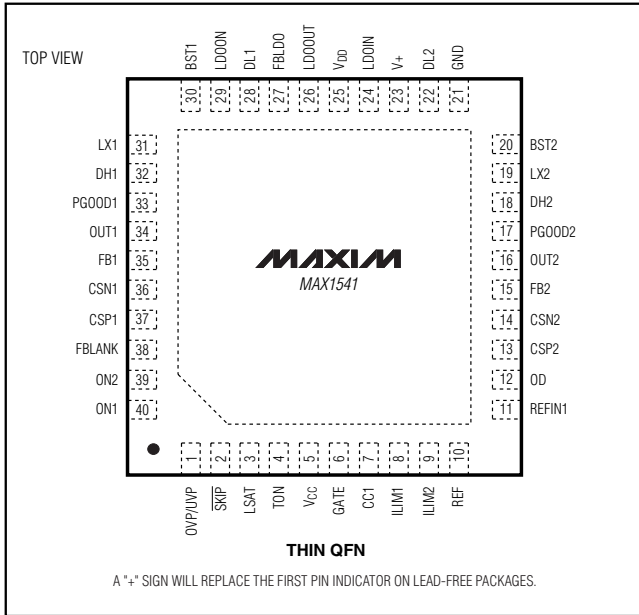 TOP VIEW
BST1
LDOON
DL1
FBLDO
LDOOUT
VDD
LDOIN
V+
DL2
GND
30
29
28
27
26
25
24
23
22
21
LX1 31
DH1 32
PGOOD1 33
OUT1 34
FB1 35
CSN1 36
CSP1 37
FBLANK 38
ON2 39
ON1 40
MAXIM
MAX1541
20 BST2
19 LX2
18 DH2
17 PGOOD2
16 OUT2
15 FB2
14 CSN2
13 CSP2
12 OD
11 REFIN1
1
2
3
4
5
6
7
8
9
10
OVP/UVP
SKIP
LSAT
TON
VCC
GATE
CC1
ILIM1
ILIM2
REF
THIN QFN
A "+" SIGN WILL REPLACE THE FIRST PIN INDICATOR ON LEAD-FREE PACKAGES.